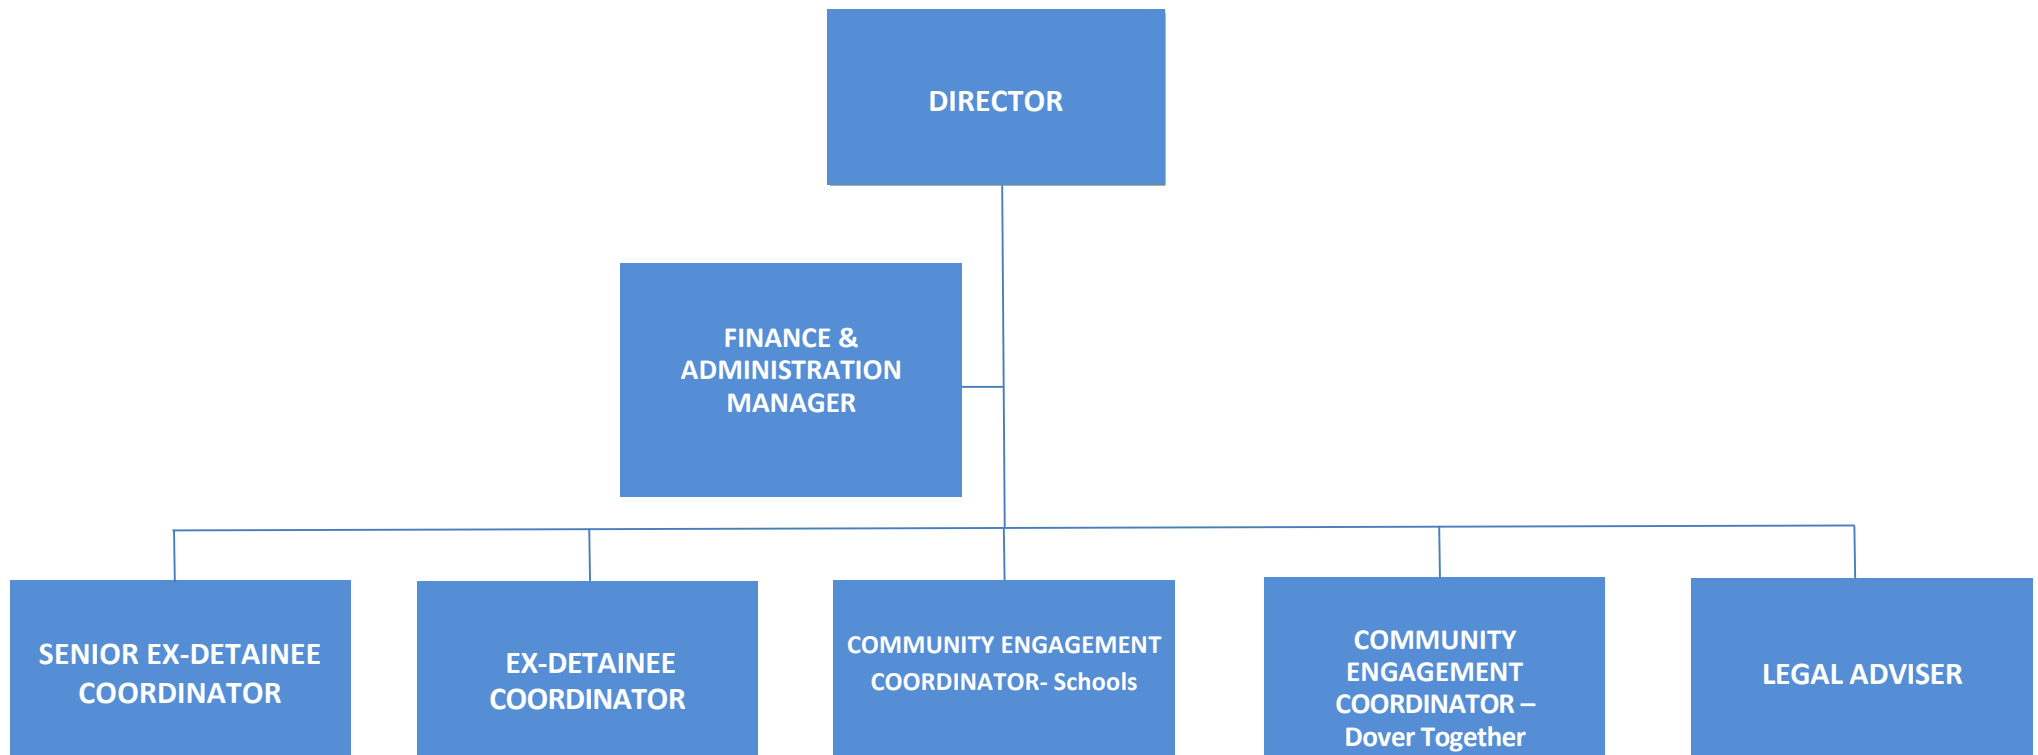 DIRECTOR
FINANCE &
ADMINISTRATION
MANAGER
SENIOR EX-DETAINEE
COORDINATOR
EX-DETAINEE
COORDINATOR
COMMUNITY ENGAGEMENT
COORDINATOR- Schools
COMMUNITY
ENGAGEMENT
COORDINATOR –
Dover Together
LEGAL ADVISER